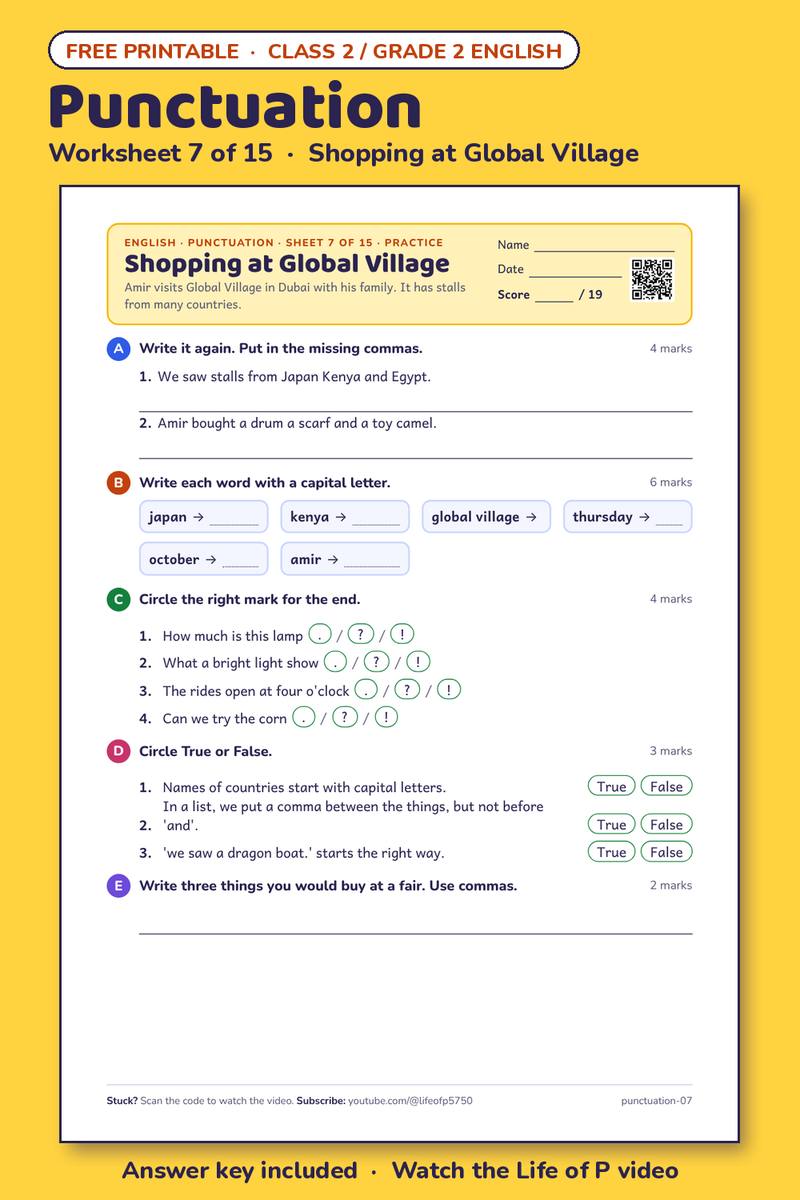 FREE PRINTABLE · CLASS 2 / GRADE 2 ENGLISH
Punctuation
Worksheet 7 of 15 · Shopping at Global Village
ENGLISH · PUNCTUATION · SHEET 7 OF 15 · PRACTICE
Shopping at Global Village
Amir visits Global Village in Dubai with his family. It has stalls
from many countries.
Name
Date
Score / 19
A Write it again. Put in the missing commas. 4 marks
1. We saw stalls from Japan Kenya and Egypt.
2. Amir bought a drum a scarf and a toy camel.
B Write each word with a capital letter. 6 marks
japan → kenya → global village → thursday →
october → amir →
C Circle the right mark for the end. 4 marks
1. How much is this lamp . / ? / !
2. What a bright light show . / ? / !
3. The rides open at four o'clock . / ? / !
4. Can we try the corn . / ? / !
D Circle True or False. 3 marks
1. Names of countries start with capital letters. True False
In a list, we put a comma between the things, but not before
2. 'and'. True False
3. 'we saw a dragon boat.' starts the right way. True False
E Write three things you would buy at a fair. Use commas. 2 marks
Stuck? Scan the code to watch the video. Subscribe: youtube.com/@lifeofp5750 punctuation-07
Answer key included · Watch the Life of P video